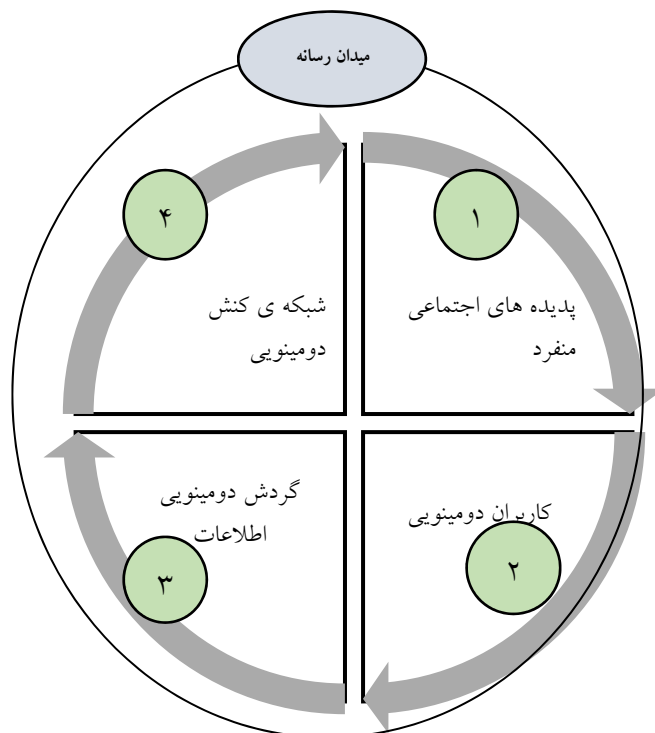 میدان رسانه
۱
پدیده های اجتماعی
منفرد
کاربران دومینویی
۲
گردش دومینویی
اطلاعات
۳
۴
شبکه ی کنش
دومینویی